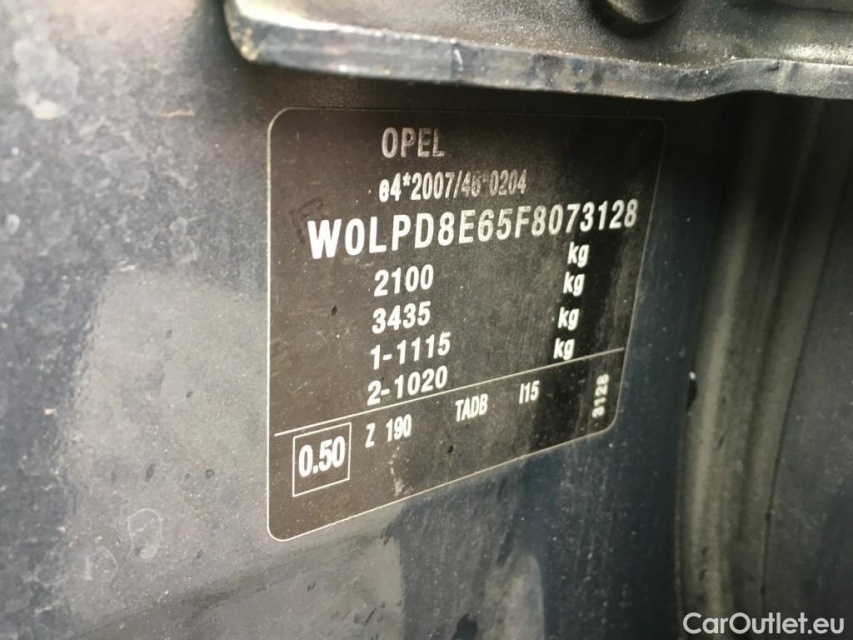 OPEL
e4*2007/46*0204
W0LPD8E65F8073128
2100 kg
3435 kg
1-1115 kg
2-1020 kg
0.50 Z 190 TADB I15 3128
CarOutlet.eu